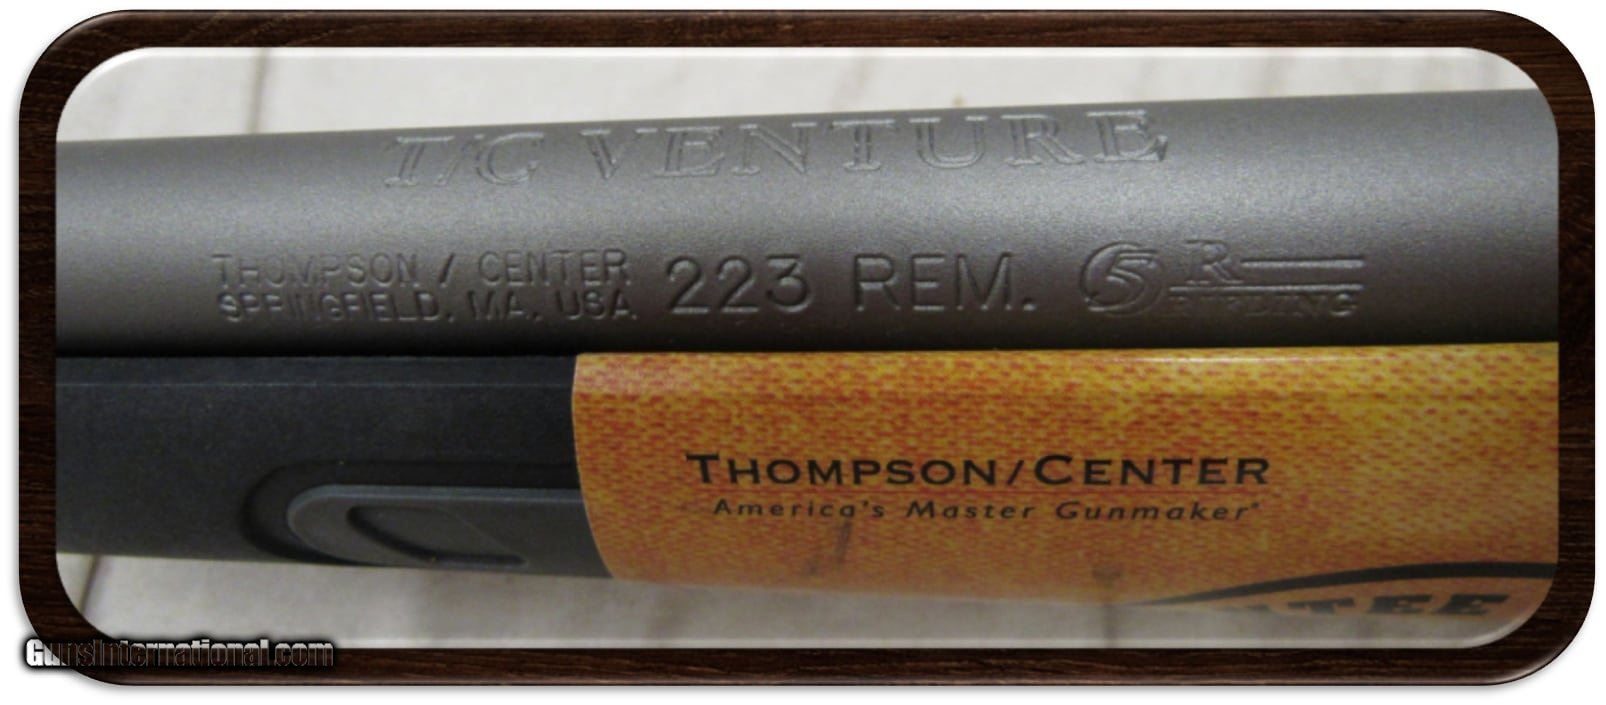 T/C VENTURE
THOMPSON / CENTER
SPRINGFIELD, MA, USA.
223 REM.
5R
RIFLING
THOMPSON/CENTER
America's Master Gunmaker®
GunsInternational.com